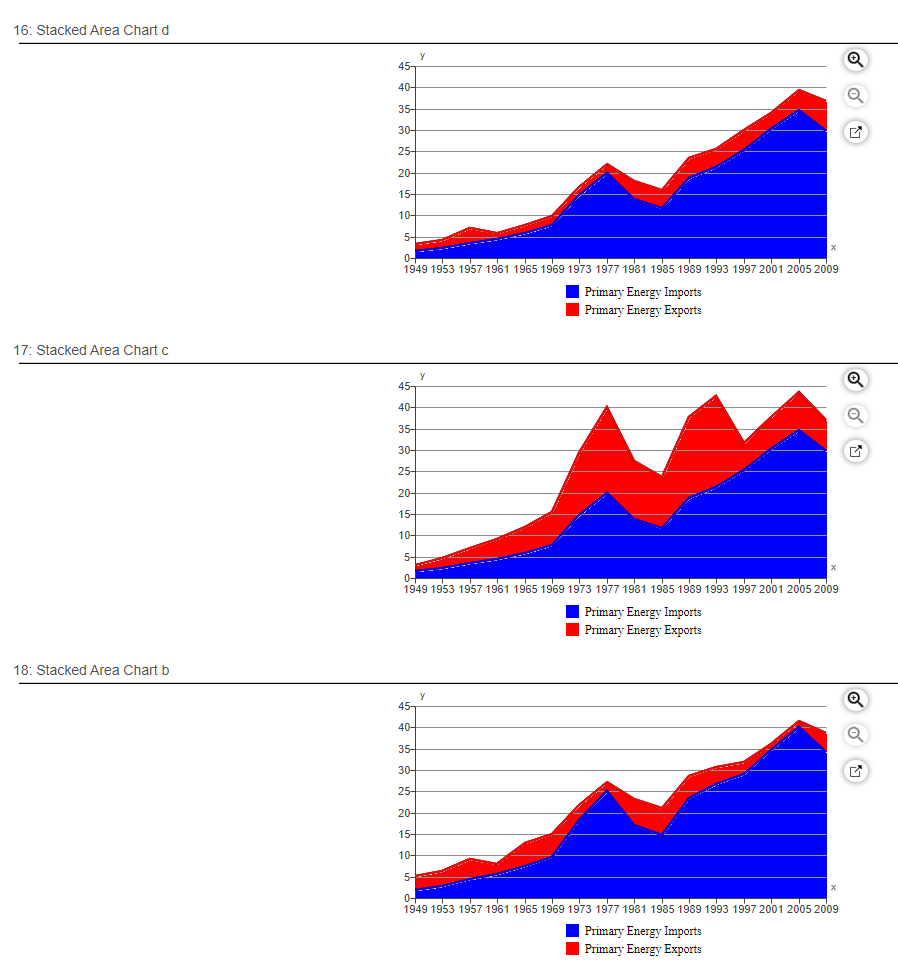 16: Stacked Area Chart d
y
45
40
35
30
25
20
15
10
5
0
x
1949 1953 1957 1961 1965 1969 1973 1977 1981 1985 1989 1993 1997 2001 2005 2009
Primary Energy Imports
Primary Energy Exports
17: Stacked Area Chart c
y
45
40
35
30
25
20
15
10
5
0
x
1949 1953 1957 1961 1965 1969 1973 1977 1981 1985 1989 1993 1997 2001 2005 2009
Primary Energy Imports
Primary Energy Exports
18: Stacked Area Chart b
y
45
40
35
30
25
20
15
10
5
0
x
1949 1953 1957 1961 1965 1969 1973 1977 1981 1985 1989 1993 1997 2001 2005 2009
Primary Energy Imports
Primary Energy Exports